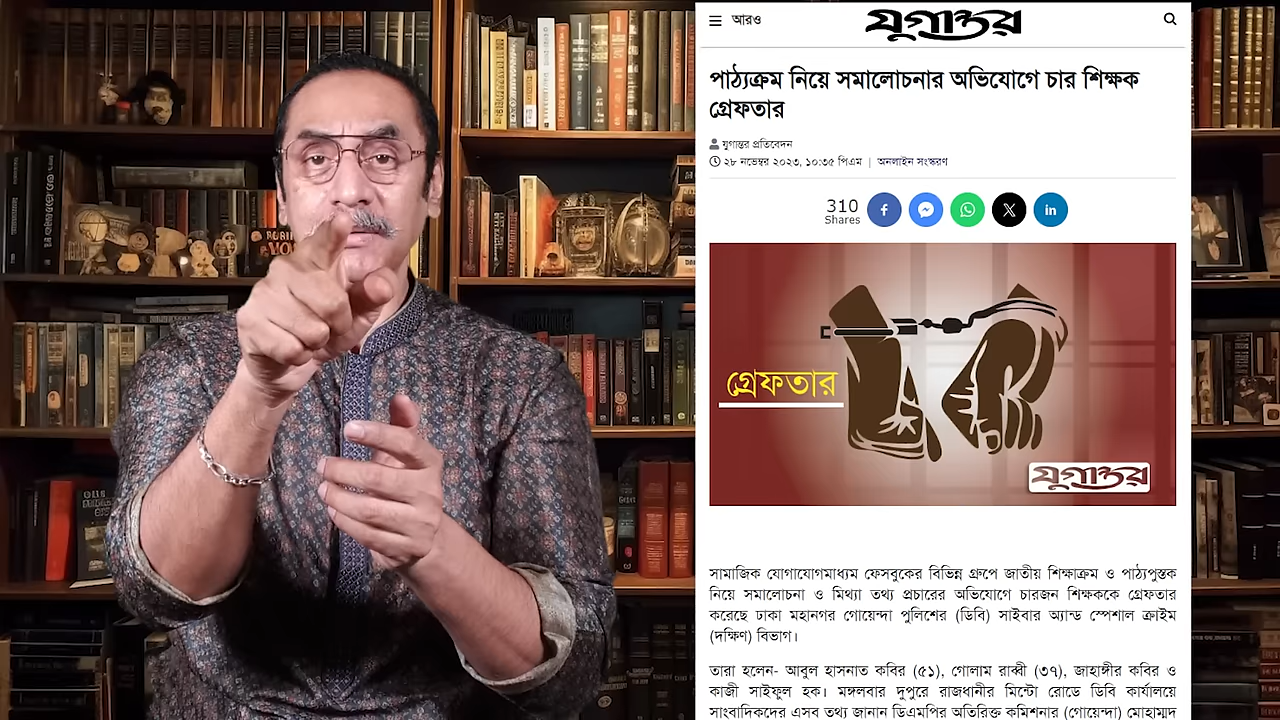 আরও
যুগান্তর
পাঠ্যক্রম নিয়ে সমালোচনার অভিযোগে চার শিক্ষক
গ্রেফতার
যুগান্তর প্রতিবেদন
২৮ নভেম্বর ২০২৩, ১০:৩৫ পিএম | অনলাইন সংস্করণ
310
Shares
গ্রেফতার
যুগান্তর
সামাজিক যোগাযোগমাধ্যম ফেসবুকের বিভিন্ন গ্রুপে জাতীয় শিক্ষাক্রম ও পাঠ্যপুস্তক
নিয়ে সমালোচনা ও মিথ্যা তথ্য প্রচারের অভিযোগে চারজন শিক্ষককে গ্রেফতার
করেছে ঢাকা মহানগর গোয়েন্দা পুলিশের (ডিবি) সাইবার অ্যান্ড স্পেশাল ক্রাইম
(দক্ষিণ) বিভাগ।
তারা হলেন- আবুল হাসনাত কবির (৫১), গোলাম রাব্বী (৩৭), জাহাঙ্গীর কবির ও
কাজী সাইফুল হক। মঙ্গলবার দুপুরে রাজধানীর মিন্টো রোডে ডিবি কার্যালয়ে
সাংবাদিকদের এসব তথ্য জানান ডিএমপির অতিরিক্ত কমিশনার (গোয়েন্দা) মোহাম্মদ